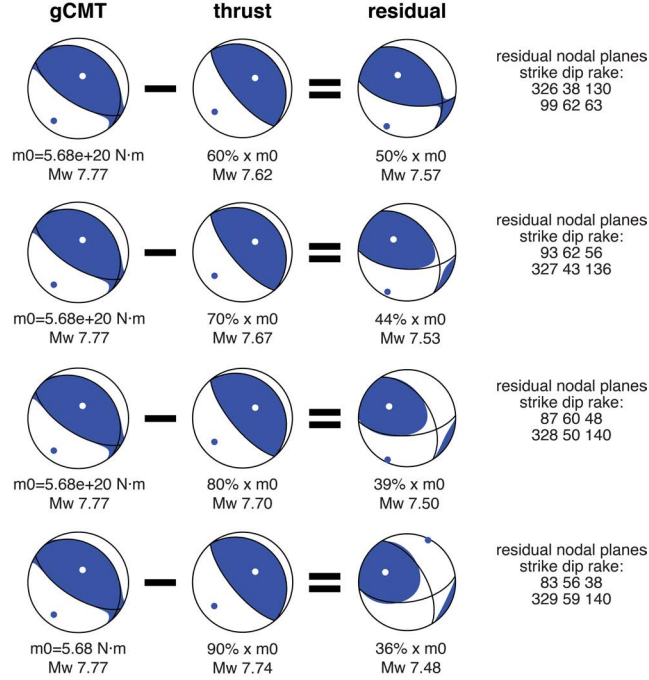 gCMT thrust residual
residual nodal planes
strike dip rake:
326 38 130
99 62 63
m0=5.68e+20 N·m 60% x m0 50% x m0
Mw 7.77 Mw 7.62 Mw 7.57
residual nodal planes
strike dip rake:
93 62 56
327 43 136
m0=5.68e+20 N·m 70% x m0 44% x m0
Mw 7.77 Mw 7.67 Mw 7.53
residual nodal planes
strike dip rake:
87 60 48
328 50 140
m0=5.68e+20 N·m 80% x m0 39% x m0
Mw 7.77 Mw 7.70 Mw 7.50
residual nodal planes
strike dip rake:
83 56 38
329 59 140
m0=5.68 N·m 90% x m0 36% x m0
Mw 7.77 Mw 7.74 Mw 7.48